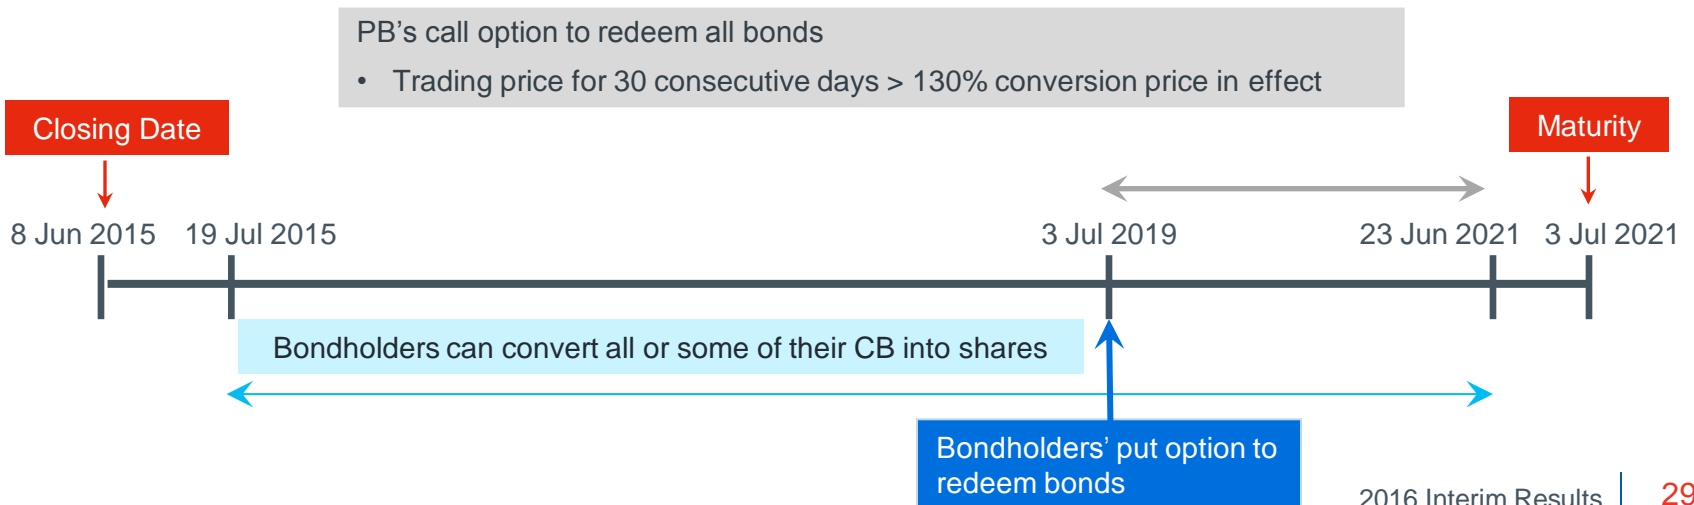 PB’s call option to redeem all bonds
• Trading price for 30 consecutive days > 130% conversion price in effect
Closing Date
Maturity
8 Jun 2015
19 Jul 2015
3 Jul 2019
23 Jun 2021
3 Jul 2021
Bondholders can convert all or some of their CB into shares
Bondholders’ put option to
redeem bonds
2016 Interim Results
29